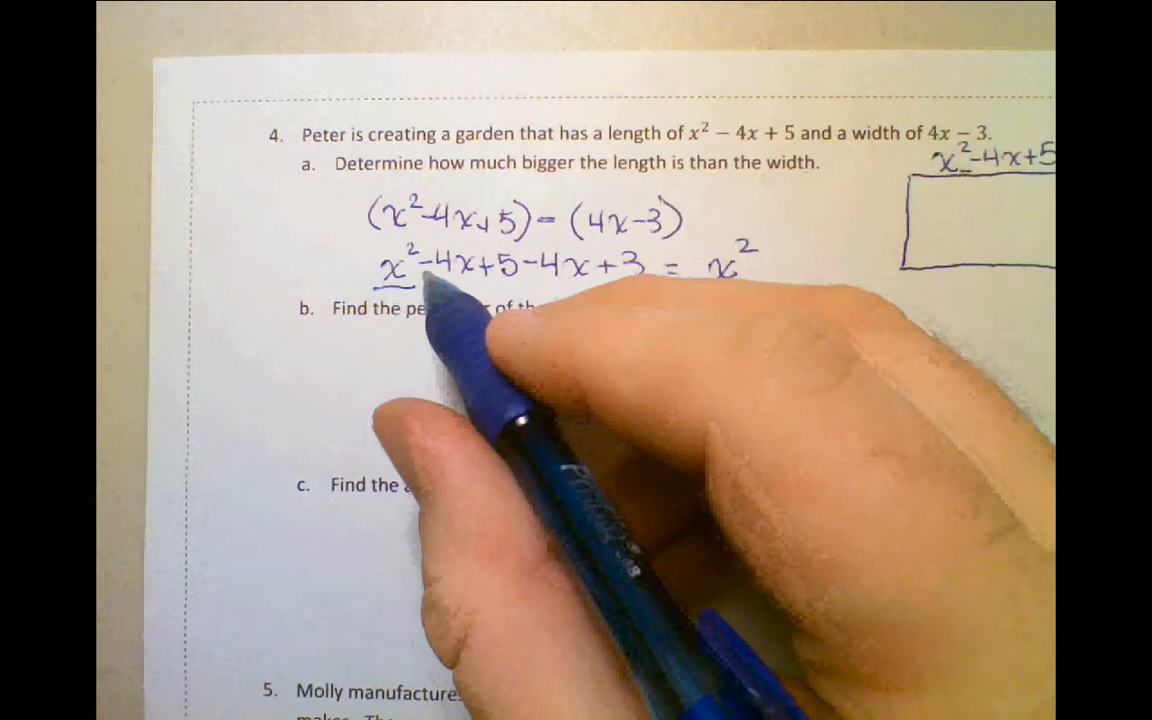 4. Peter is creating a garden that has a length of x² − 4x + 5 and a width of 4x − 3.
a. Determine how much bigger the length is than the width.
x²-4x+5
(x²-4x+5)-(4x-3)
x²-4x+5-4x+3 = x²
b. Find the of
c. Find the
5. Molly